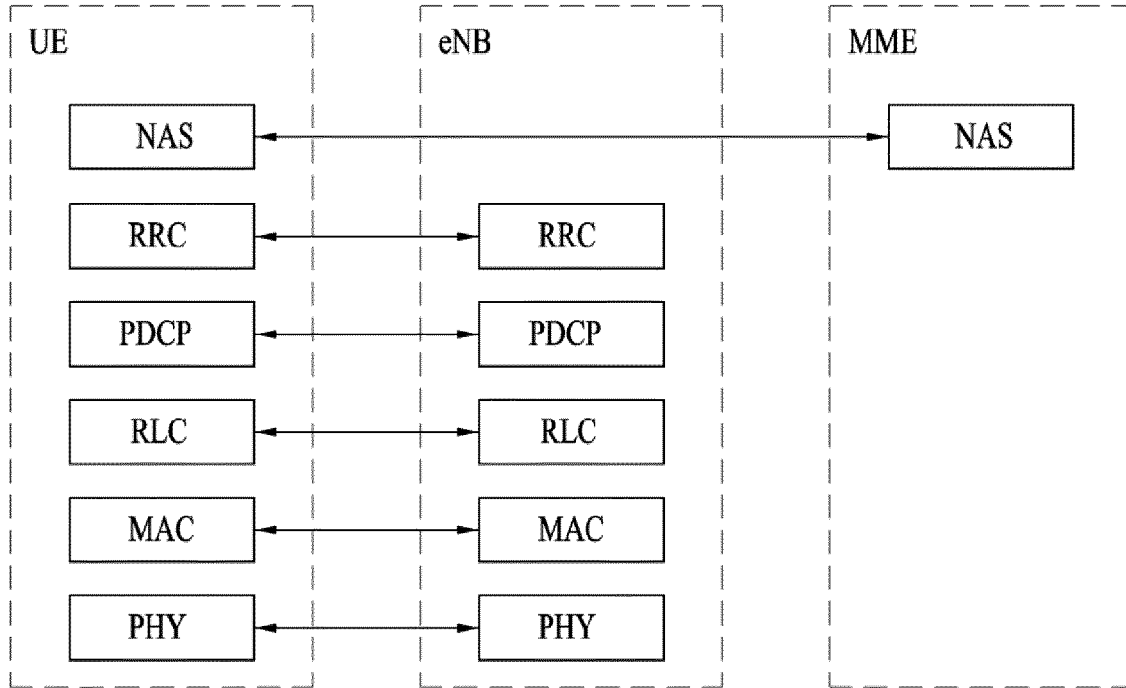 UE eNB MME
NAS NAS
RRC RRC
PDCP PDCP
RLC RLC
MAC MAC
PHY PHY